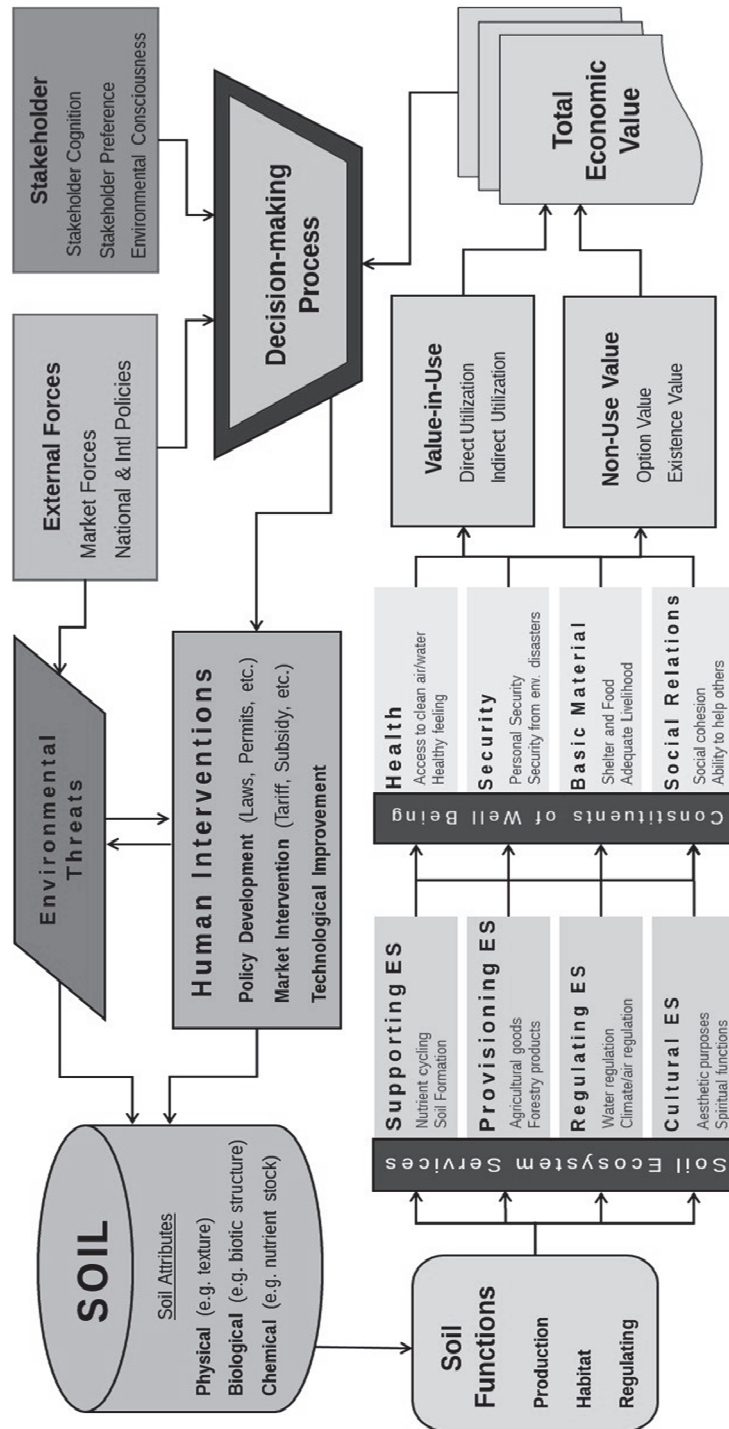 SOIL
Soil Attributes
Physical (e.g. texture)
Biological (e.g. biotic structure)
Chemical (e.g. nutrient stock)
Environmental
Threats
External Forces
Market Forces
National & Intl Policies
Stakeholder
Stakeholder Cognition
Stakeholder Preference
Environmental Consciousness
Human Interventions
Policy Development (Laws, Permits, etc.)
Market Intervention (Tariff, Subsidy, etc.)
Technological Improvement
Decision-making
Process
Soil
Functions
Production
Habitat
Regulating
Soil Ecosystem Services
Supporting ES
Nutrient cycling
Soil Formation
Provisioning ES
Agricultural goods
Forestry products
Regulating ES
Water regulation
Climate/air regulation
Cultural ES
Aesthetic purposes
Spiritual functions
Constituents of Well Being
Health
Access to clean air/water
Healthy feeling
Security
Personal Security
Security from env. disasters
Basic Material
Shelter and Food
Adequate Livelihood
Social Relations
Social cohesion
Ability to help others
Value-in-Use
Direct Utilization
Indirect Utilization
Non-Use Value
Option Value
Existence Value
Total
Economic
Value